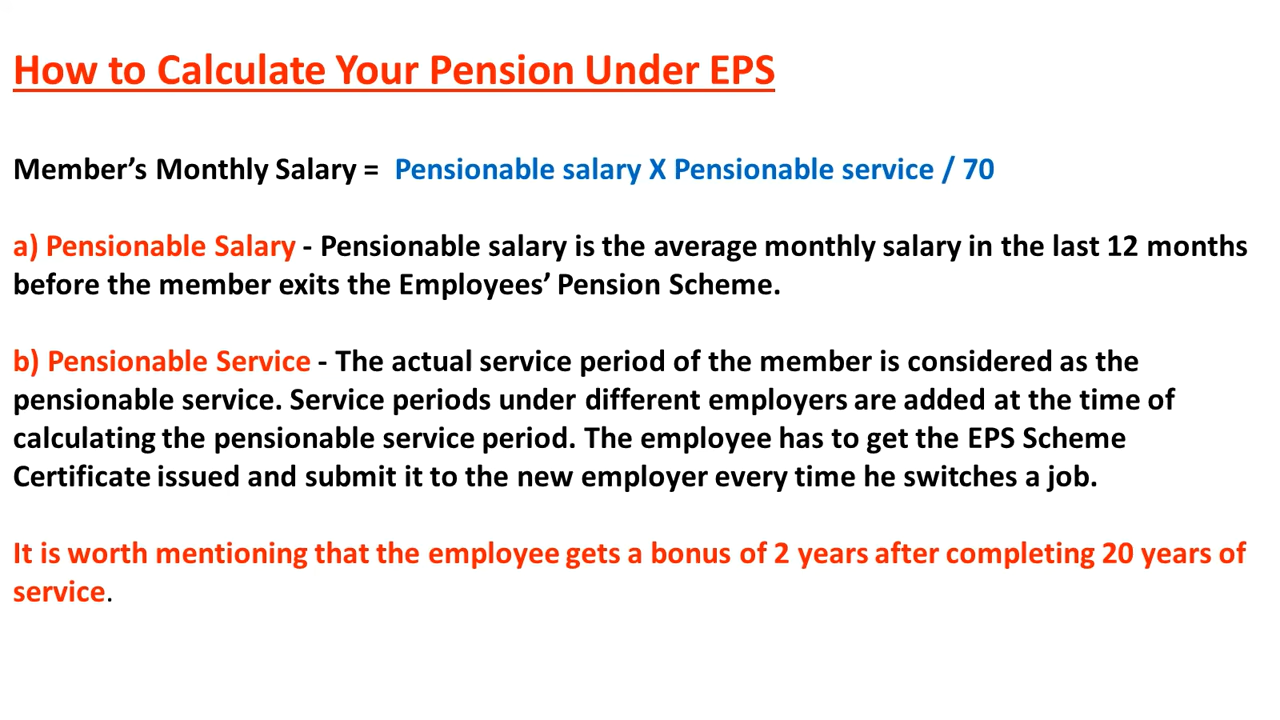 How to Calculate Your Pension Under EPS
Member’s Monthly Salary = Pensionable salary X Pensionable service / 70
a) Pensionable Salary - Pensionable salary is the average monthly salary in the last 12 months
before the member exits the Employees’ Pension Scheme.
b) Pensionable Service - The actual service period of the member is considered as the
pensionable service. Service periods under different employers are added at the time of
calculating the pensionable service period. The employee has to get the EPS Scheme
Certificate issued and submit it to the new employer every time he switches a job.
It is worth mentioning that the employee gets a bonus of 2 years after completing 20 years of
service.